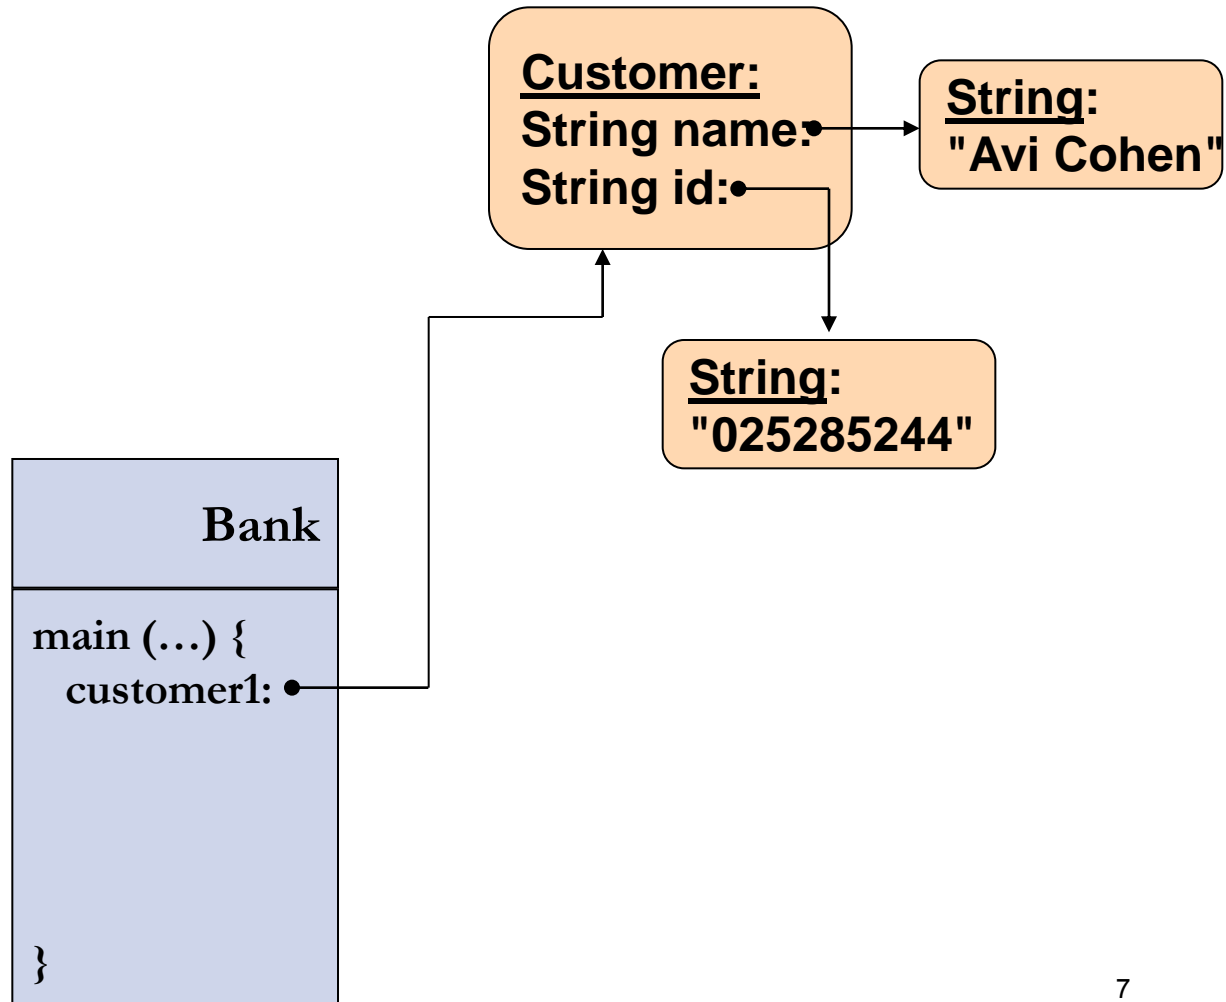 Customer:
String name:
String id:
String:
"Avi Cohen"
String:
"025285244"
Bank
main (…) {
customer1:
}
7